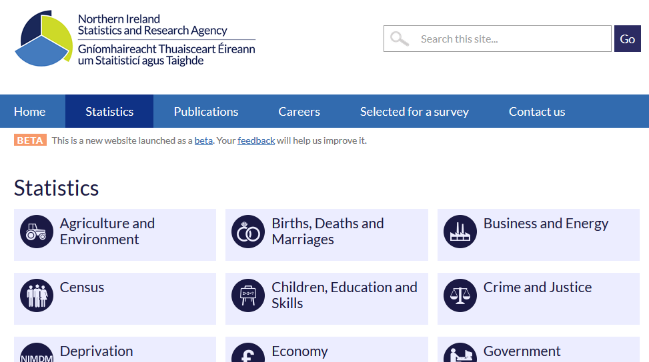 Northern Ireland
Statistics and Research Agency
Gníomhaireacht Thuaisceart Éireann
um Staitisticí agus Taighde
Search this site...
Go
Home
Statistics
Publications
Careers
Selected for a survey
Contact us
BETA This is a new website launched as a beta. Your feedback will help us improve it.
Statistics
Agriculture and
Environment
Births, Deaths and
Marriages
Business and Energy
Census
Children, Education and
Skills
Crime and Justice
NIMDM
Deprivation
£
Economy
Government